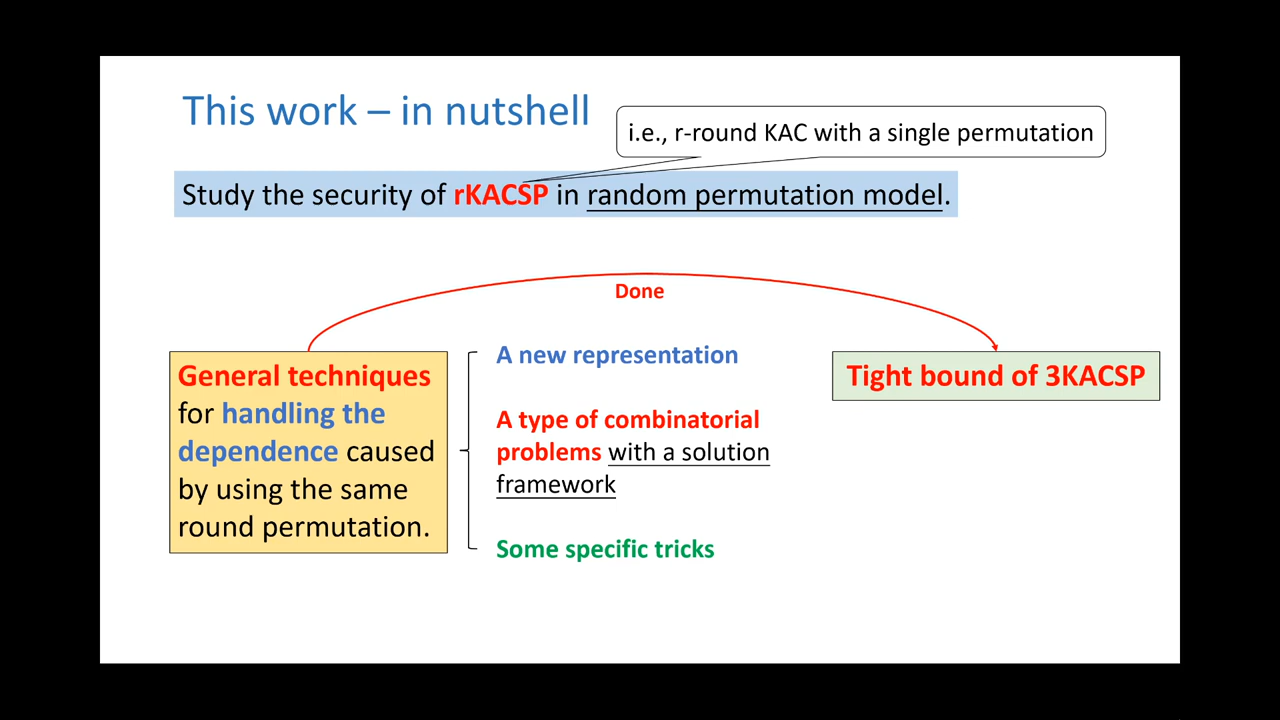 This work – in nutshell
i.e., r-round KAC with a single permutation
Study the security of rKACSP in random permutation model.
Done
General techniques
for handling the
dependence caused
by using the same
round permutation.
A new representation
A type of combinatorial
problems with a solution
framework
Some specific tricks
Tight bound of 3KACSP